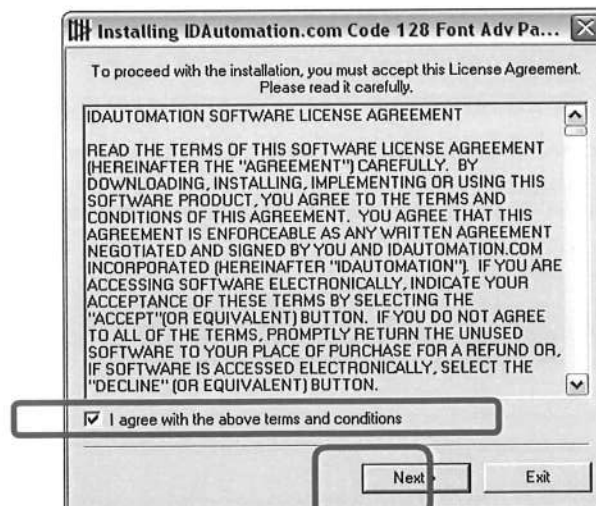 Installing IDAutomation.com Code 128 Font Adv Pa...
To proceed with the installation, you must accept this License Agreement.
Please read it carefully.
IDAUTOMATION SOFTWARE LICENSE AGREEMENT
READ THE TERMS OF THIS SOFTWARE LICENSE AGREEMENT
(HEREINAFTER THE "AGREEMENT") CAREFULLY.  BY
DOWNLOADING, INSTALLING, IMPLEMENTING OR USING THIS
SOFTWARE PRODUCT, YOU AGREE TO THE TERMS AND
CONDITIONS OF THIS AGREEMENT.  YOU AGREE THAT THIS
AGREEMENT IS ENFORCEABLE AS ANY WRITTEN AGREEMENT
NEGOTIATED AND SIGNED BY YOU AND IDAUTOMATION.COM
INCORPORATED (HEREINAFTER "IDAUTOMATION").  IF YOU ARE
ACCESSING SOFTWARE ELECTRONICALLY, INDICATE YOUR
ACCEPTANCE OF THESE TERMS BY SELECTING THE
"ACCEPT"(OR EQUIVALENT) BUTTON.  IF YOU DO NOT AGREE
TO ALL OF THE TERMS, PROMPTLY RETURN THE UNUSED
SOFTWARE TO YOUR PLACE OF PURCHASE FOR A REFUND OR,
IF SOFTWARE IS ACCESSED ELECTRONICALLY, SELECT THE
"DECLINE" (OR EQUIVALENT) BUTTON.
I agree with the above terms and conditions
Next
Exit